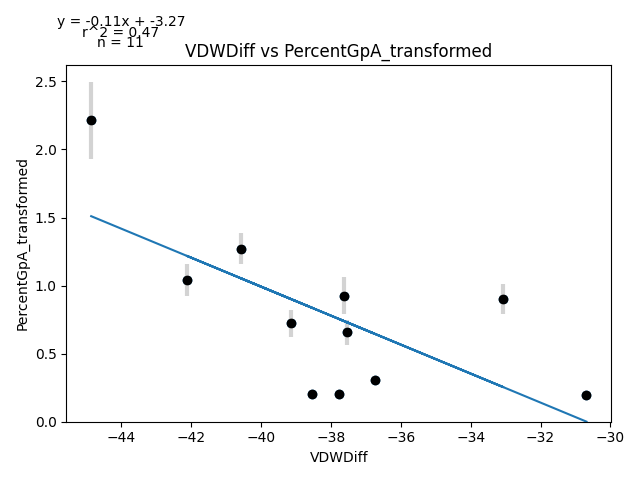 y = -0.11x + -3.27
r^2 = 0.47
n = 11
VDWDiff vs PercentGpA_transformed
2.5
2.0
1.5
1.0
0.5
0.0
PercentGpA_transformed
−44
−42
−40
−38
−36
−34
−32
−30
VDWDiff